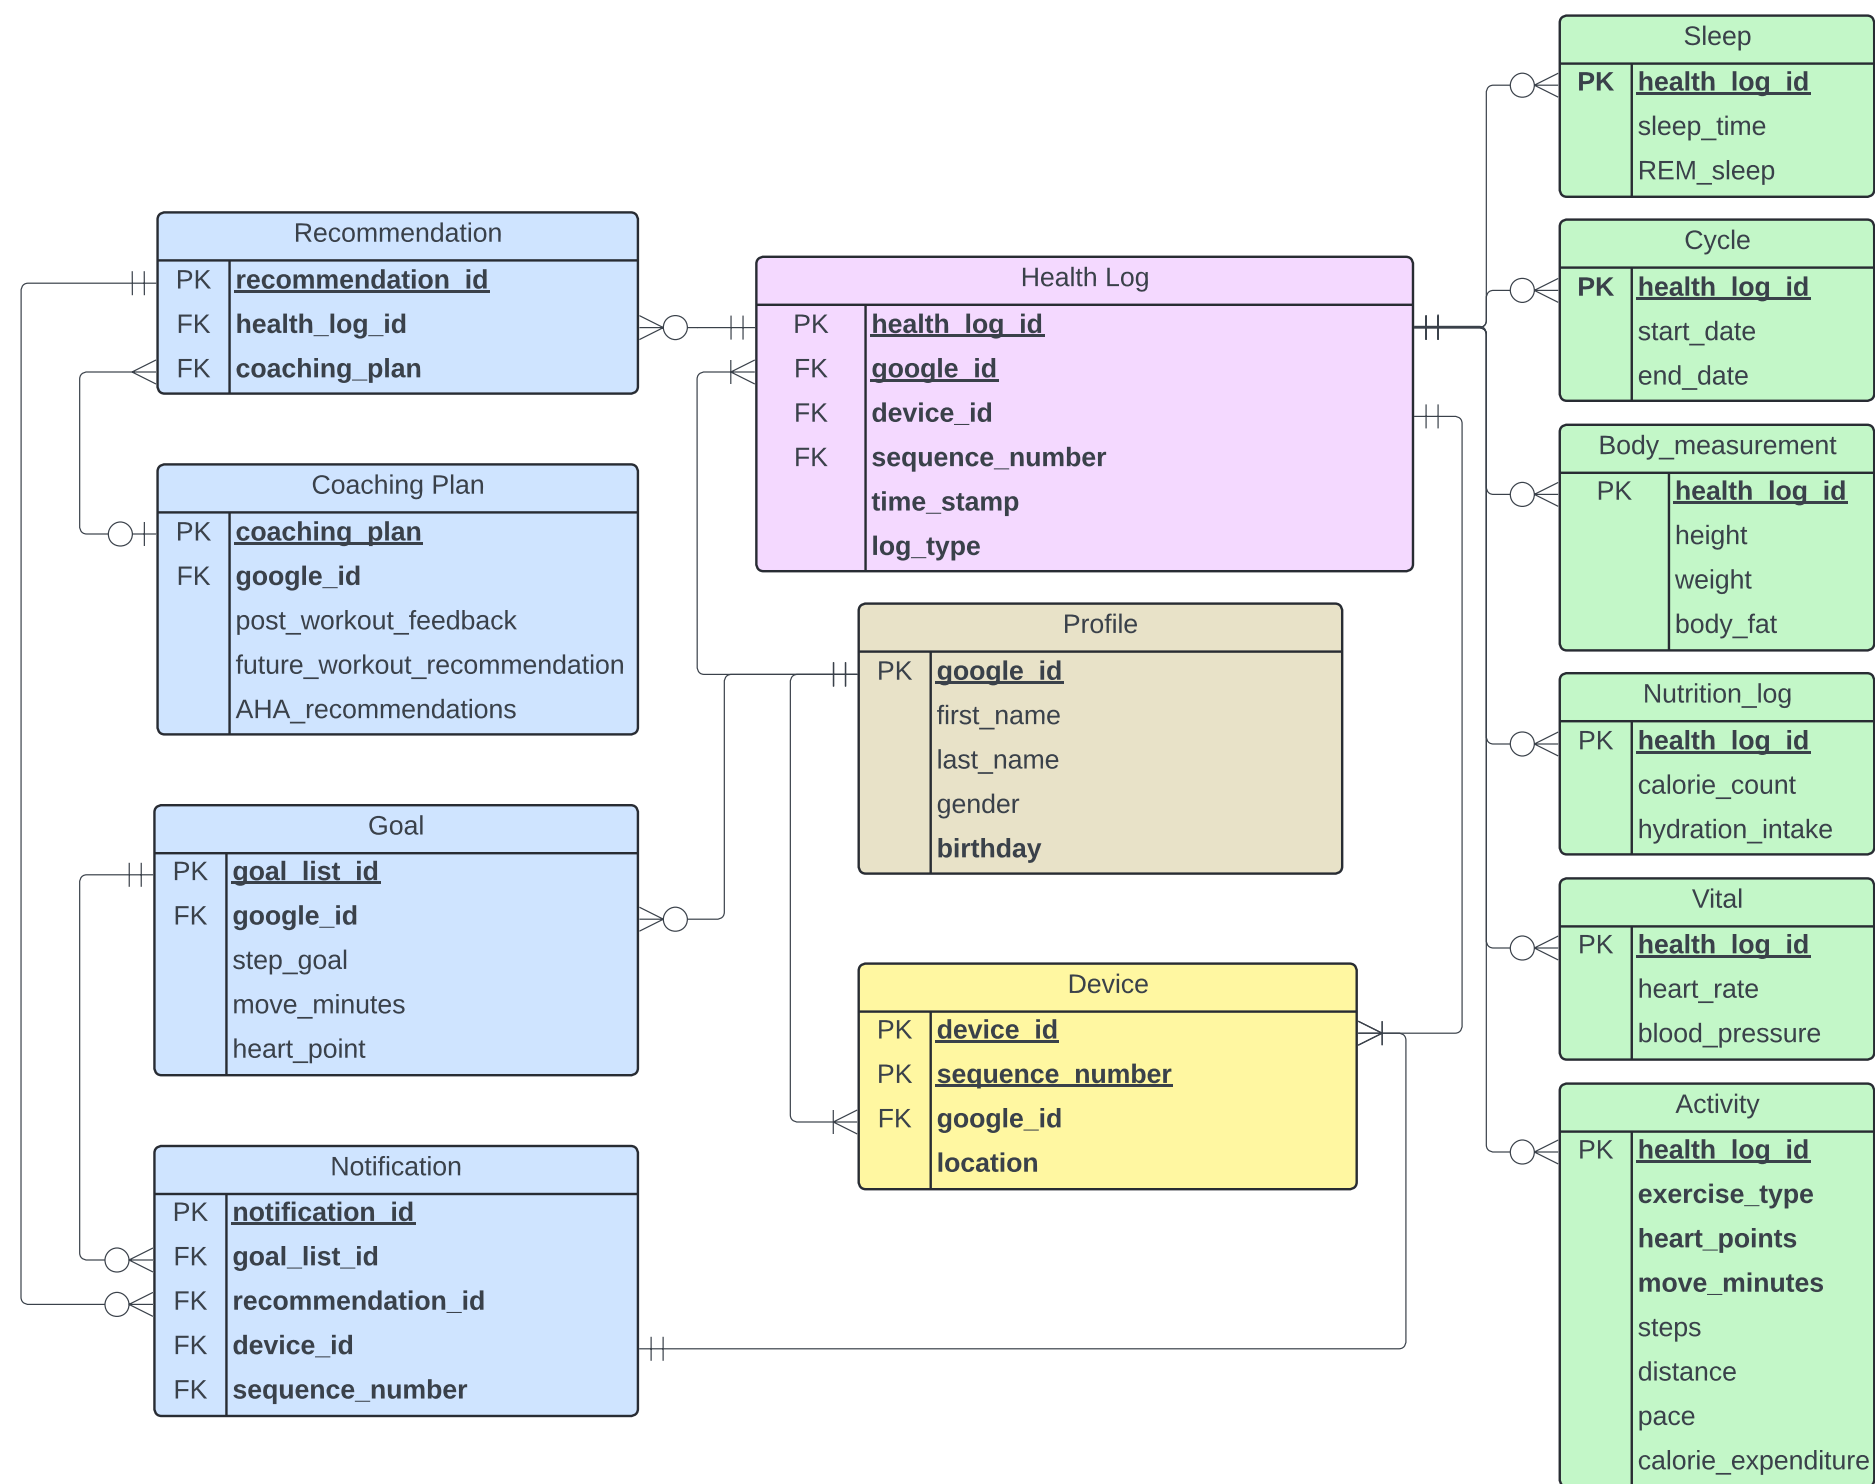 Sleep
PK health_log_id
sleep_time
REM_sleep
Cycle
PK health_log_id
start_date
end_date
Body_measurement
PK health_log_id
height
weight
body_fat
Nutrition_log
PK health_log_id
calorie_count
hydration_intake
Vital
PK health_log_id
heart_rate
blood_pressure
Activity
PK health_log_id
exercise_type
heart_points
move_minutes
steps
distance
pace
calorie_expenditure
Recommendation
PK recommendation_id
FK health_log_id
FK coaching_plan
Coaching Plan
PK coaching_plan
FK google_id
post_workout_feedback
future_workout_recommendation
AHA_recommendations
Goal
PK goal_list_id
FK google_id
step_goal
move_minutes
heart_point
Notification
PK notification_id
FK goal_list_id
FK recommendation_id
FK device_id
FK sequence_number
Health Log
PK health_log_id
FK google_id
FK device_id
FK sequence_number
time_stamp
log_type
Profile
PK google_id
first_name
last_name
gender
birthday
Device
PK device_id
PK sequence_number
FK google_id
location